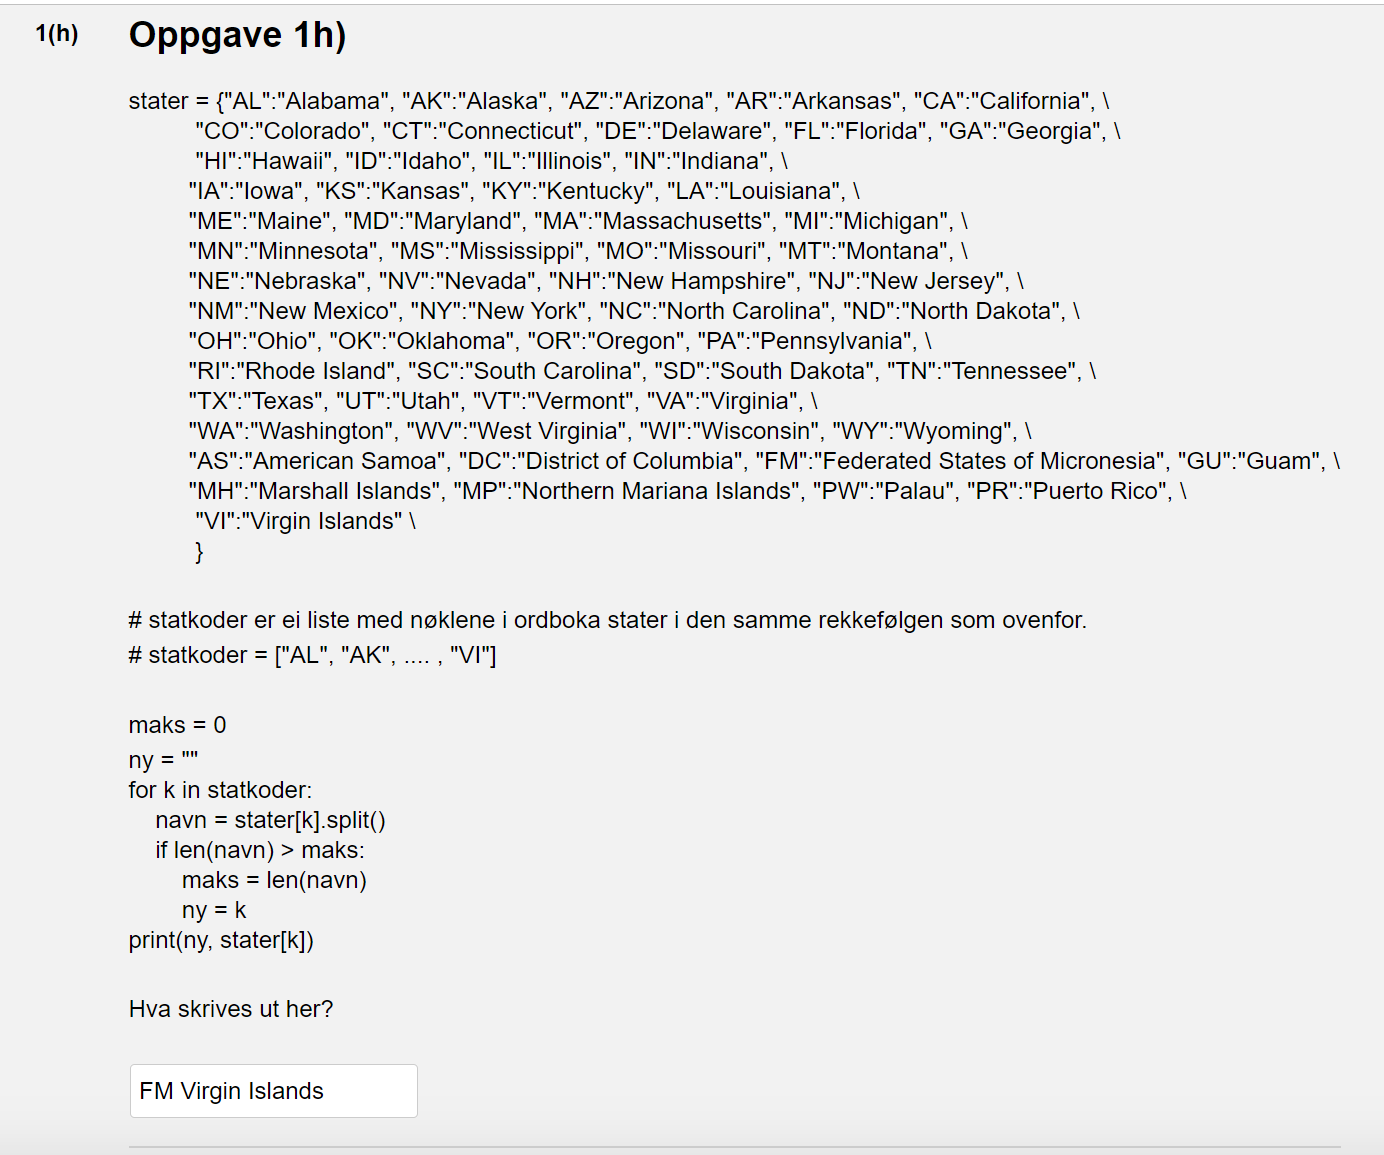 1(h)
Oppgave 1h)
stater = {"AL":"Alabama", "AK":"Alaska", "AZ":"Arizona", "AR":"Arkansas", "CA":"California", \
"CO":"Colorado", "CT":"Connecticut", "DE":"Delaware", "FL":"Florida", "GA":"Georgia", \
"HI":"Hawaii", "ID":"Idaho", "IL":"Illinois", "IN":"Indiana", \
"IA":"Iowa", "KS":"Kansas", "KY":"Kentucky", "LA":"Louisiana", \
"ME":"Maine", "MD":"Maryland", "MA":"Massachusetts", "MI":"Michigan", \
"MN":"Minnesota", "MS":"Mississippi", "MO":"Missouri", "MT":"Montana", \
"NE":"Nebraska", "NV":"Nevada", "NH":"New Hampshire", "NJ":"New Jersey", \
"NM":"New Mexico", "NY":"New York", "NC":"North Carolina", "ND":"North Dakota", \
"OH":"Ohio", "OK":"Oklahoma", "OR":"Oregon", "PA":"Pennsylvania", \
"RI":"Rhode Island", "SC":"South Carolina", "SD":"South Dakota", "TN":"Tennessee", \
"TX":"Texas", "UT":"Utah", "VT":"Vermont", "VA":"Virginia", \
"WA":"Washington", "WV":"West Virginia", "WI":"Wisconsin", "WY":"Wyoming", \
"AS":"American Samoa", "DC":"District of Columbia", "FM":"Federated States of Micronesia", "GU":"Guam", \
"MH":"Marshall Islands", "MP":"Northern Mariana Islands", "PW":"Palau", "PR":"Puerto Rico", \
"VI":"Virgin Islands" \
}
# statkoder er ei liste med nøklene i ordboka stater i den samme rekkefølgen som ovenfor.
# statkoder = ["AL", "AK", .... , "VI"]
maks = 0
ny = ""
for k in statkoder:
navn = stater[k].split()
if len(navn) > maks:
maks = len(navn)
ny = k
print(ny, stater[k])
Hva skrives ut her?
FM Virgin Islands